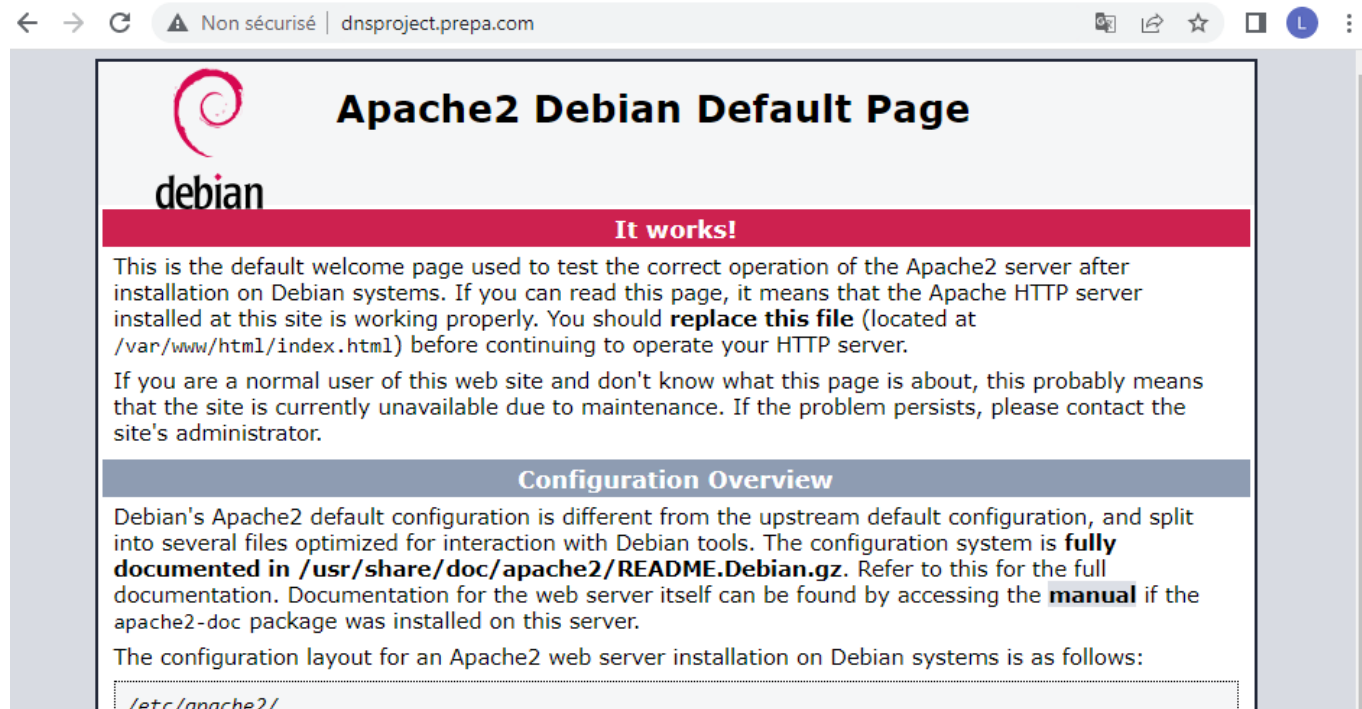 Non sécurisé | dnsproject.prepa.com
L
Apache2 Debian Default Page
debian
It works!
This is the default welcome page used to test the correct operation of the Apache2 server after
installation on Debian systems. If you can read this page, it means that the Apache HTTP server
installed at this site is working properly. You should replace this file (located at
/var/www/html/index.html) before continuing to operate your HTTP server.
If you are a normal user of this web site and don't know what this page is about, this probably means
that the site is currently unavailable due to maintenance. If the problem persists, please contact the
site's administrator.
Configuration Overview
Debian's Apache2 default configuration is different from the upstream default configuration, and split
into several files optimized for interaction with Debian tools. The configuration system is fully
documented in /usr/share/doc/apache2/README.Debian.gz. Refer to this for the full
documentation. Documentation for the web server itself can be found by accessing the manual if the
apache2-doc package was installed on this server.
The configuration layout for an Apache2 web server installation on Debian systems is as follows:
/etc/apache2/